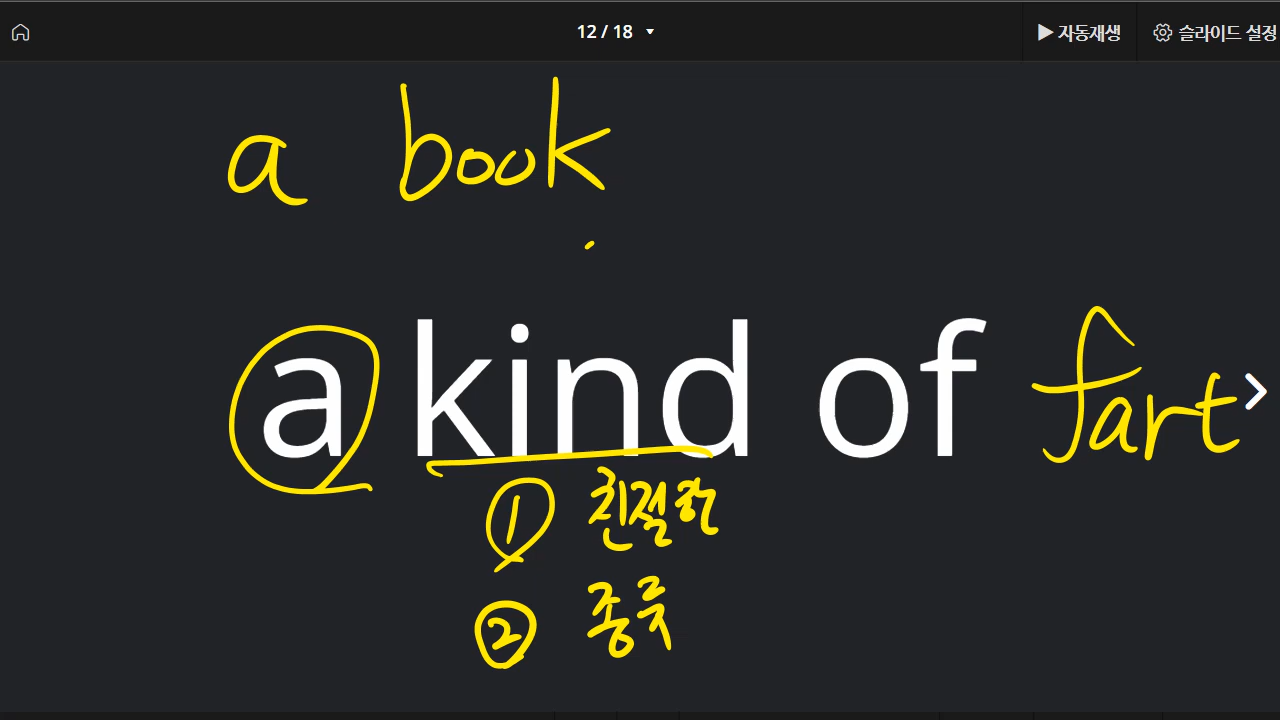 12 / 18
자동재생
슬라이드 설정
a book
a kind of fart
① 친절한
② 종류